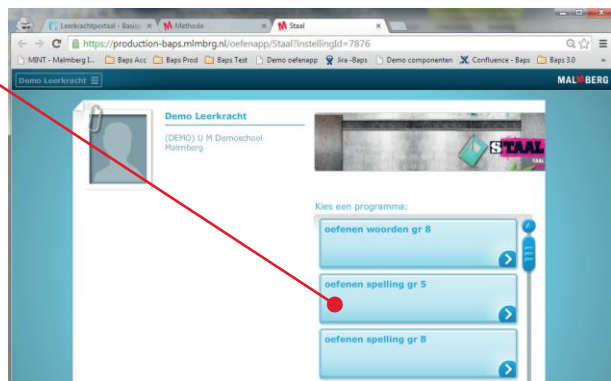 Leerkrachtportaal - Basis
Methode
Staal
https://production-baps.mlmbrg.nl/oefenapp/Staal?instellingId=7876
MINT - Malmberg I... Baps Acc Baps Prod Baps Test Demo oefenapp Jira -Baps Demo componenten Confluence - Baps Baps 3.0 »
Demo Leerkracht
MALMBERG
Demo Leerkracht
(DEMO) U M Demoschool
Malmberg
STAAL
TAAL
Kies een programma:
oefenen woorden gr 8
oefenen spelling gr 5
oefenen spelling gr 8